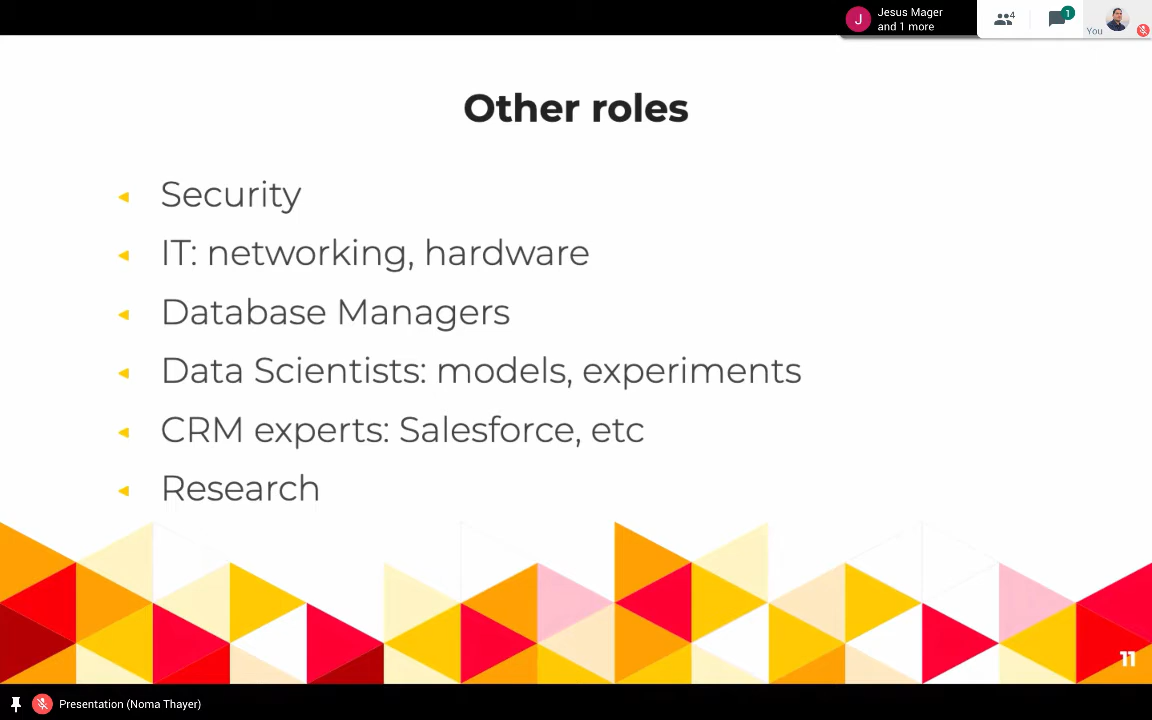 J
Jesus Mager
and 1 more
4
1
You
Other roles
Security
IT: networking, hardware
Database Managers
Data Scientists: models, experiments
CRM experts: Salesforce, etc
Research
11
Presentation (Noma Thayer)